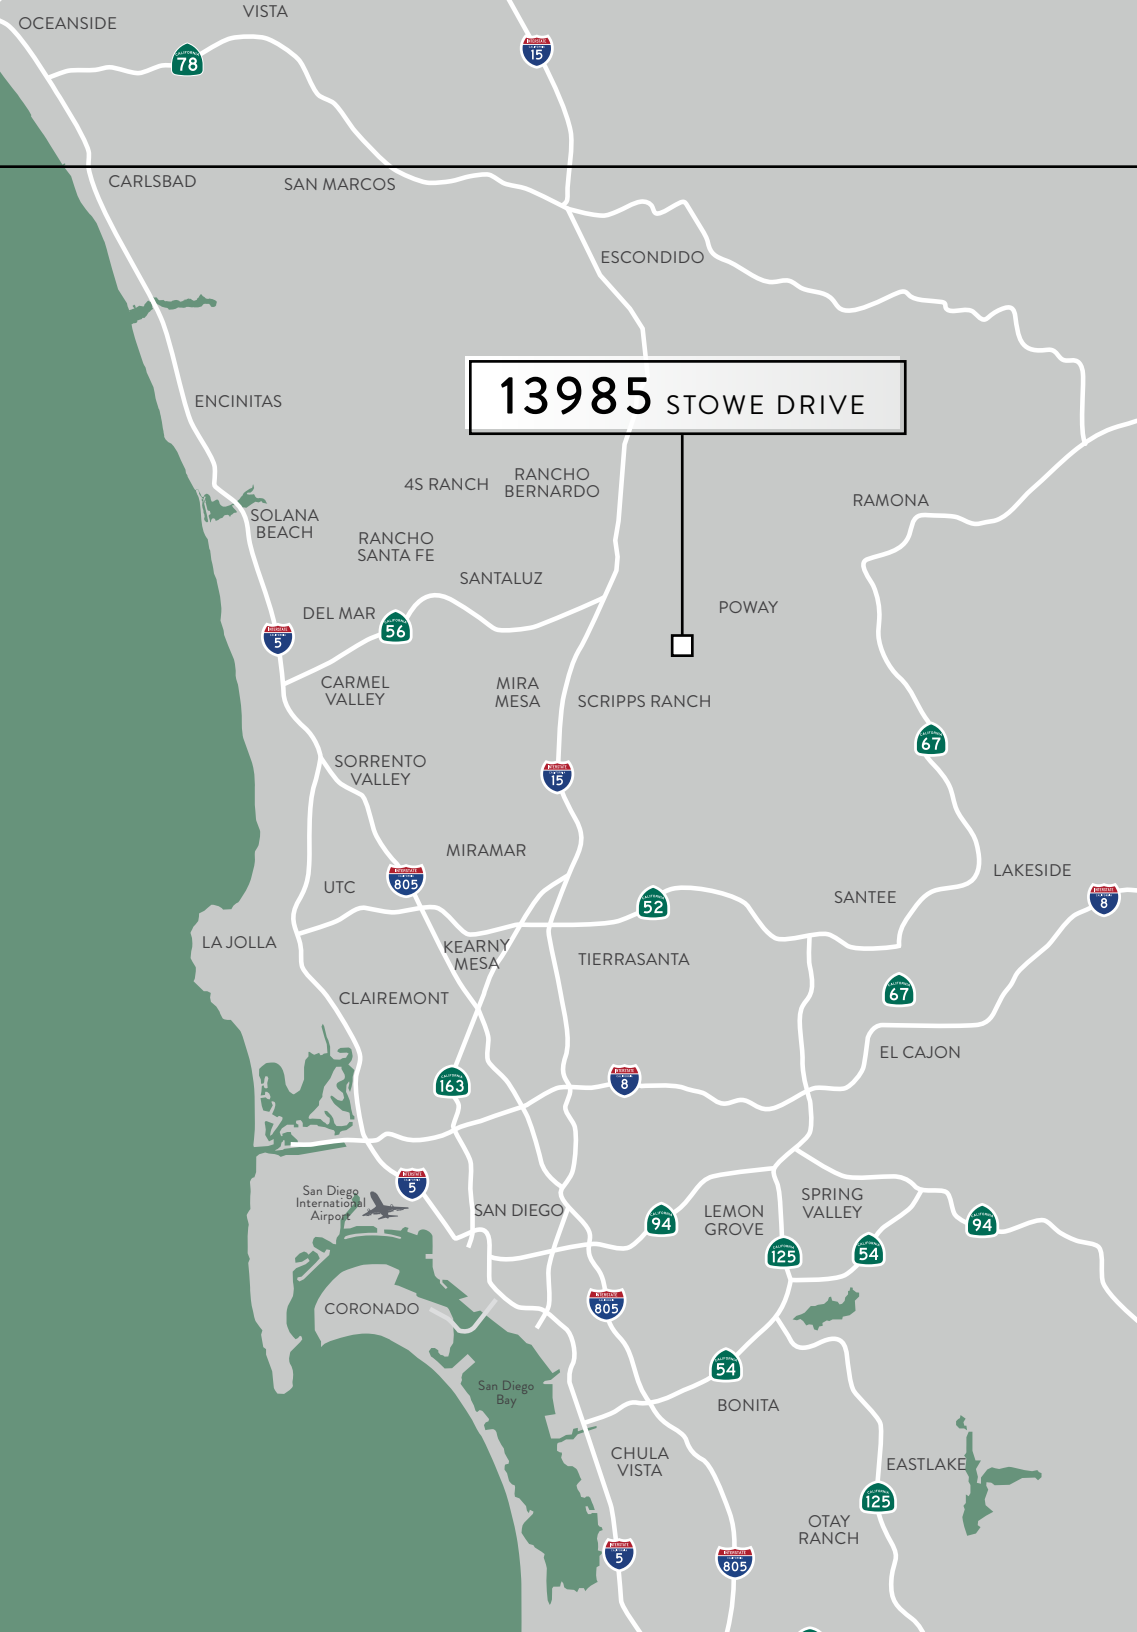 VISTA
OCEANSIDE
15
78
CARLSBAD
SAN MARCOS
ESCONDIDO
13985 STOWE DRIVE
ENCINITAS
4S RANCH
RANCHO
BERNARDO
RAMONA
SOLANA
BEACH
RANCHO
SANTA FE
SANTALUZ
DEL MAR
56
POWAY
5
CARMEL
VALLEY
MIRA
MESA
SCRIPPS RANCH
67
SORRENTO
VALLEY
15
MIRAMAR
UTC
805
52
SANTEE
LAKESIDE
8
LA JOLLA
KEARNY
MESA
TIERRASANTA
CLAIREMONT
67
EL CAJON
163
8
5
San Diego
International
Airport
SAN DIEGO
94
LEMON
GROVE
SPRING
VALLEY
94
125
54
CORONADO
805
54
San Diego
Bay
BONITA
CHULA
VISTA
EASTLAKE
125
OTAY
RANCH
5
805